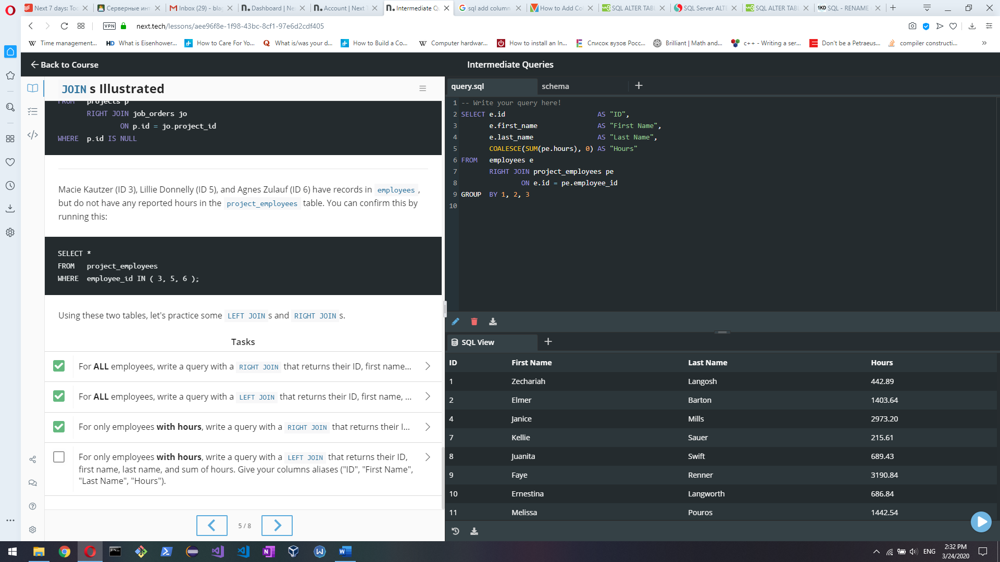 Next 7 days: Toc
Серверные инт
Inbox (29) - blac
Dashboard | Ne
Account | Next T
Intermediate Q
sql add column
How to Add Co
SQL ALTER TABL
SQL Server ALTE
SQL ALTER TABL
1KD SQL - RENAME
VPN
next.tech/lessons/aee96f8e-1f98-43bc-8cf1-97e6d2cdf405
Time management...
What is Eisenhower...
How to Care For Yo...
What is/was your d...
How to Build a Co...
Computer hardwar...
How to install an In...
Список вузов Росс...
Brilliant | Math and...
c++ - Writing a ser...
Don't be a Petraeus...
compiler constructi...
Back to Course
Intermediate Queries
JOIN s Illustrated
FROM projects p
RIGHT JOIN job_orders jo
ON p.id = jo.project_id
WHERE p.id IS NULL
Macie Kautzer (ID 3), Lillie Donnelly (ID 5), and Agnes Zulauf (ID 6) have records in employees ,
but do not have any reported hours in the project_employees table. You can confirm this by
running this:
SELECT *
FROM project_employees
WHERE employee_id IN ( 3, 5, 6 );
Using these two tables, let's practice some LEFT JOIN s and RIGHT JOIN s.
Tasks
For ALL employees, write a query with a RIGHT JOIN that returns their ID, first name...
For ALL employees, write a query with a LEFT JOIN that returns their ID, first name, ...
For only employees with hours, write a query with a RIGHT JOIN that returns their I...
For only employees with hours, write a query with a LEFT JOIN that returns their ID,
first name, last name, and sum of hours. Give your columns aliases ("ID", "First Name",
"Last Name", "Hours").
5 / 8
query.sql
schema
1 -- Write your query here!
2 SELECT e.id AS "ID",
3 e.first_name AS "First Name",
4 e.last_name AS "Last Name",
5 COALESCE(SUM(pe.hours), 0) AS "Hours"
6 FROM employees e
7 RIGHT JOIN project_employees pe
8 ON e.id = pe.employee_id
9 GROUP BY 1, 2, 3
10
SQL View
ID First Name Last Name Hours
1 Zechariah Langosh 442.89
2 Elmer Barton 1403.64
4 Janice Mills 2973.20
7 Kellie Sauer 215.61
8 Juanita Swift 689.43
9 Faye Renner 3190.84
10 Ernestina Langworth 686.84
11 Melissa Pouros 1442.54
ENG
2:32 PM
3/24/2020